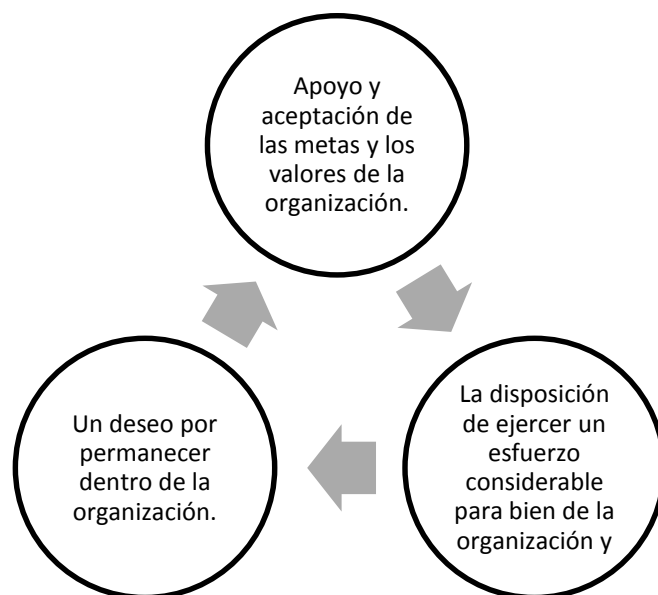 Apoyo y
aceptación de
las metas y los
valores de la
organización.
La disposición
de ejercer un
esfuerzo
considerable
para bien de la
organización y
Un deseo por
permanecer
dentro de la
organización.